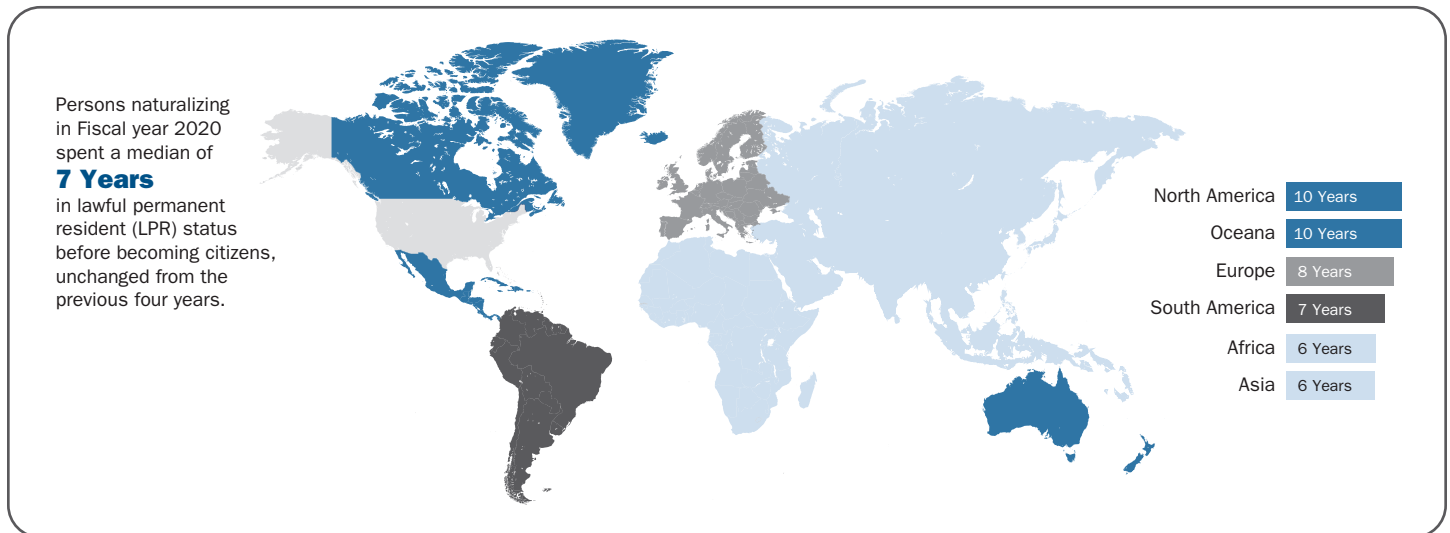 Persons naturalizing
in Fiscal year 2020
spent a median of
7 Years
in lawful permanent
resident (LPR) status
before becoming citizens,
unchanged from the
previous four years.
North America 10 Years
Oceana 10 Years
Europe 8 Years
South America 7 Years
Africa 6 Years
Asia 6 Years